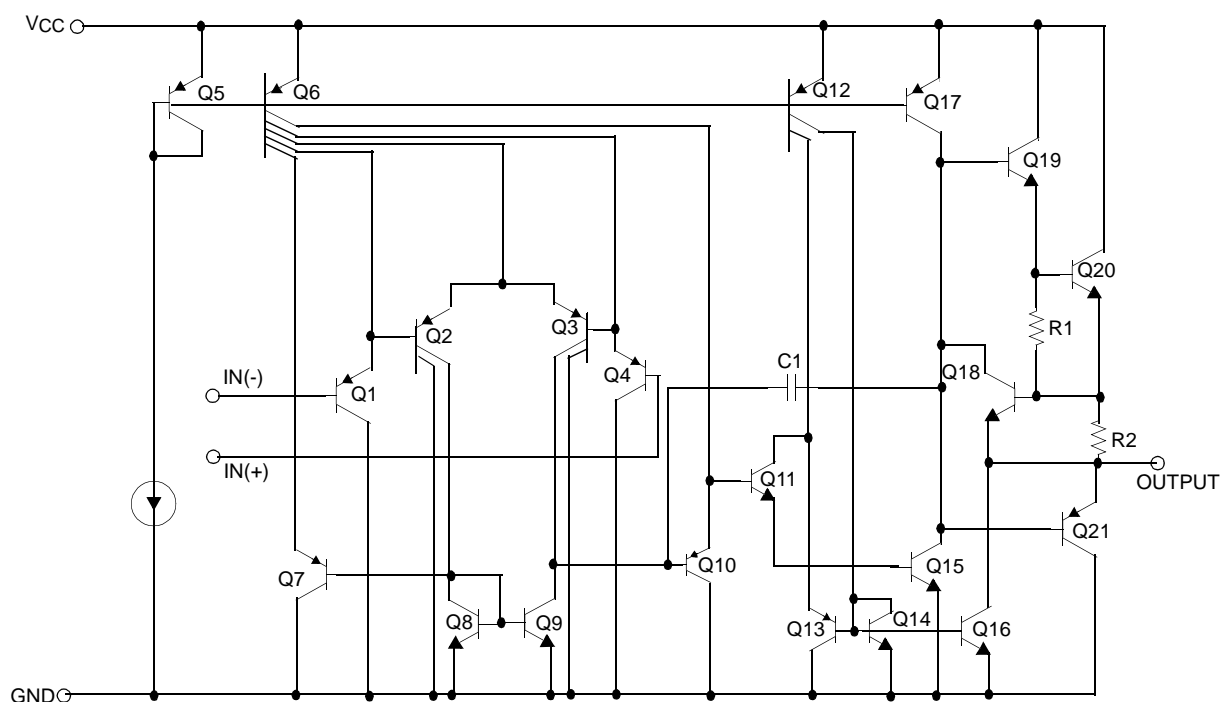 VCC
Q5
Q6
Q12
Q17
Q19
Q20
Q2
Q3
R1
IN(-)
Q1
Q4
C1
Q18
IN(+)
Q11
R2
OUTPUT
Q7
Q10
Q15
Q21
Q8
Q9
Q13
Q14
Q16
GND